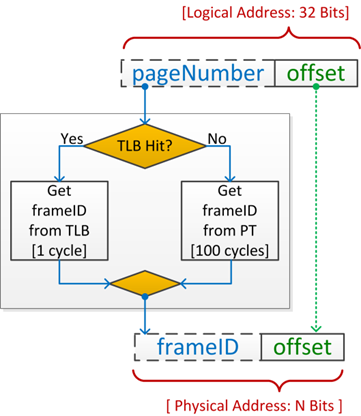 [Logical Address: 32 Bits]
pageNumber offset
TLB Hit?
Yes No
Get
frameID
from TLB
[1 cycle]
Get
frameID
from PT
[100 cycles]
frameID offset
[ Physical Address: N Bits ]